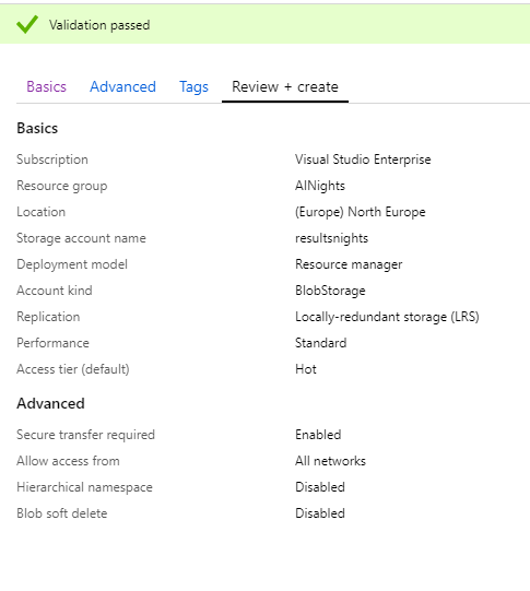 Validation passed
Basics Advanced Tags Review + create
Basics
Subscription Visual Studio Enterprise
Resource group AINights
Location (Europe) North Europe
Storage account name resultsnights
Deployment model Resource manager
Account kind BlobStorage
Replication Locally-redundant storage (LRS)
Performance Standard
Access tier (default) Hot
Advanced
Secure transfer required Enabled
Allow access from All networks
Hierarchical namespace Disabled
Blob soft delete Disabled